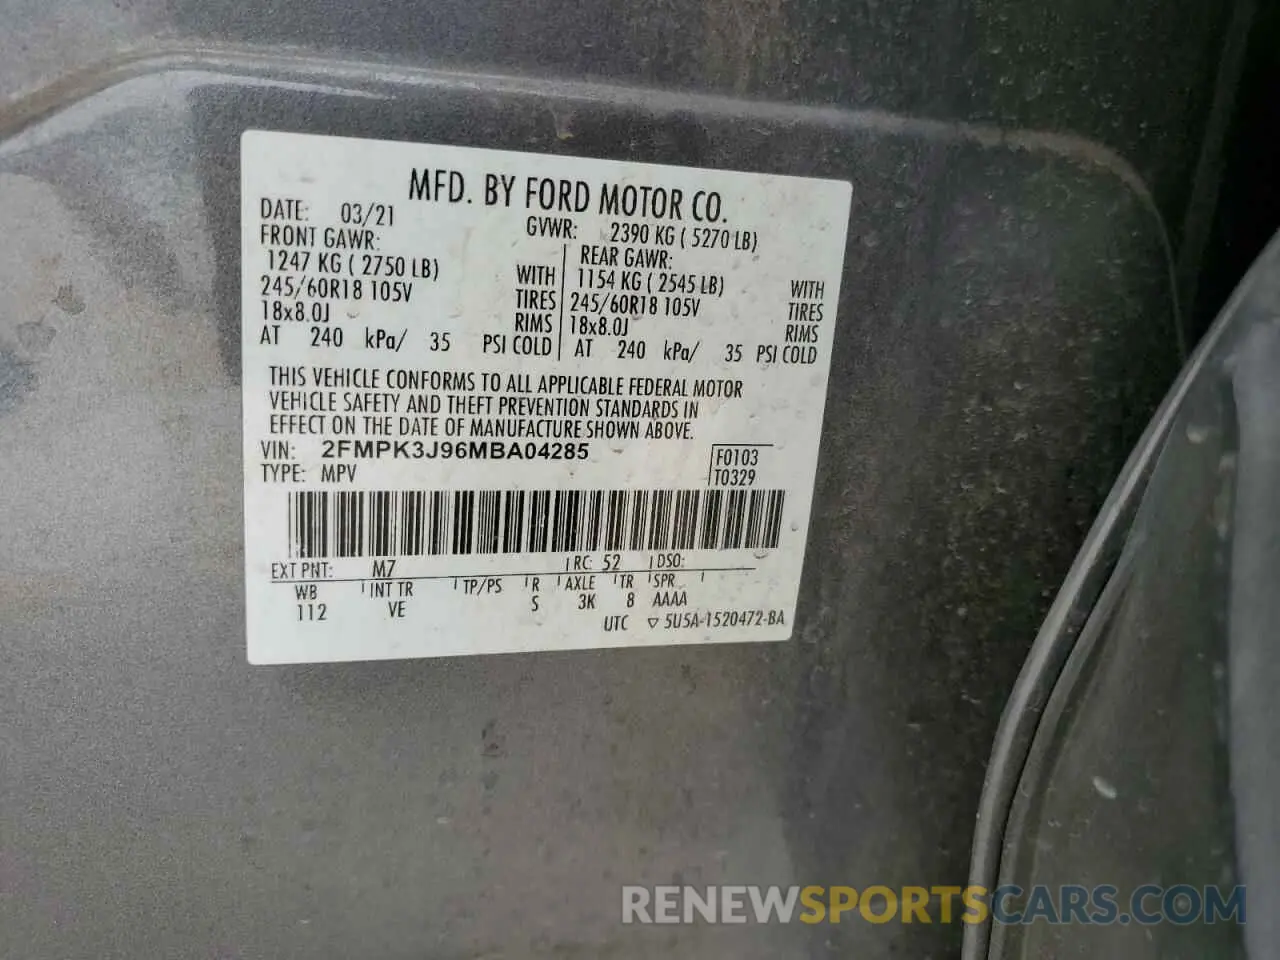 MFD. BY FORD MOTOR CO.
DATE: 03/21 GVWR: 2390 KG ( 5270 LB)
FRONT GAWR: REAR GAWR:
1247 KG ( 2750 LB) WITH 1154 KG ( 2545 LB) WITH
245/60R18 105V TIRES 245/60R18 105V TIRES
18x8.0J RIMS 18x8.0J RIMS
AT 240 kPa/ 35 PSI COLD AT 240 kPa/ 35 PSI COLD
THIS VEHICLE CONFORMS TO ALL APPLICABLE FEDERAL MOTOR
VEHICLE SAFETY AND THEFT PREVENTION STANDARDS IN
EFFECT ON THE DATE OF MANUFACTURE SHOWN ABOVE.
VIN: 2FMPK3J96MBA04285 F0103
TYPE: MPV T0329
EXT PNT: M7 RC: 52 DSO:
WB INT TR TP/PS R AXLE TR SPR
112 VE S 3K 8 AAAA
UTC ▽ 5U5A-1520472-BA
RENEWSPORTSCARS.COM